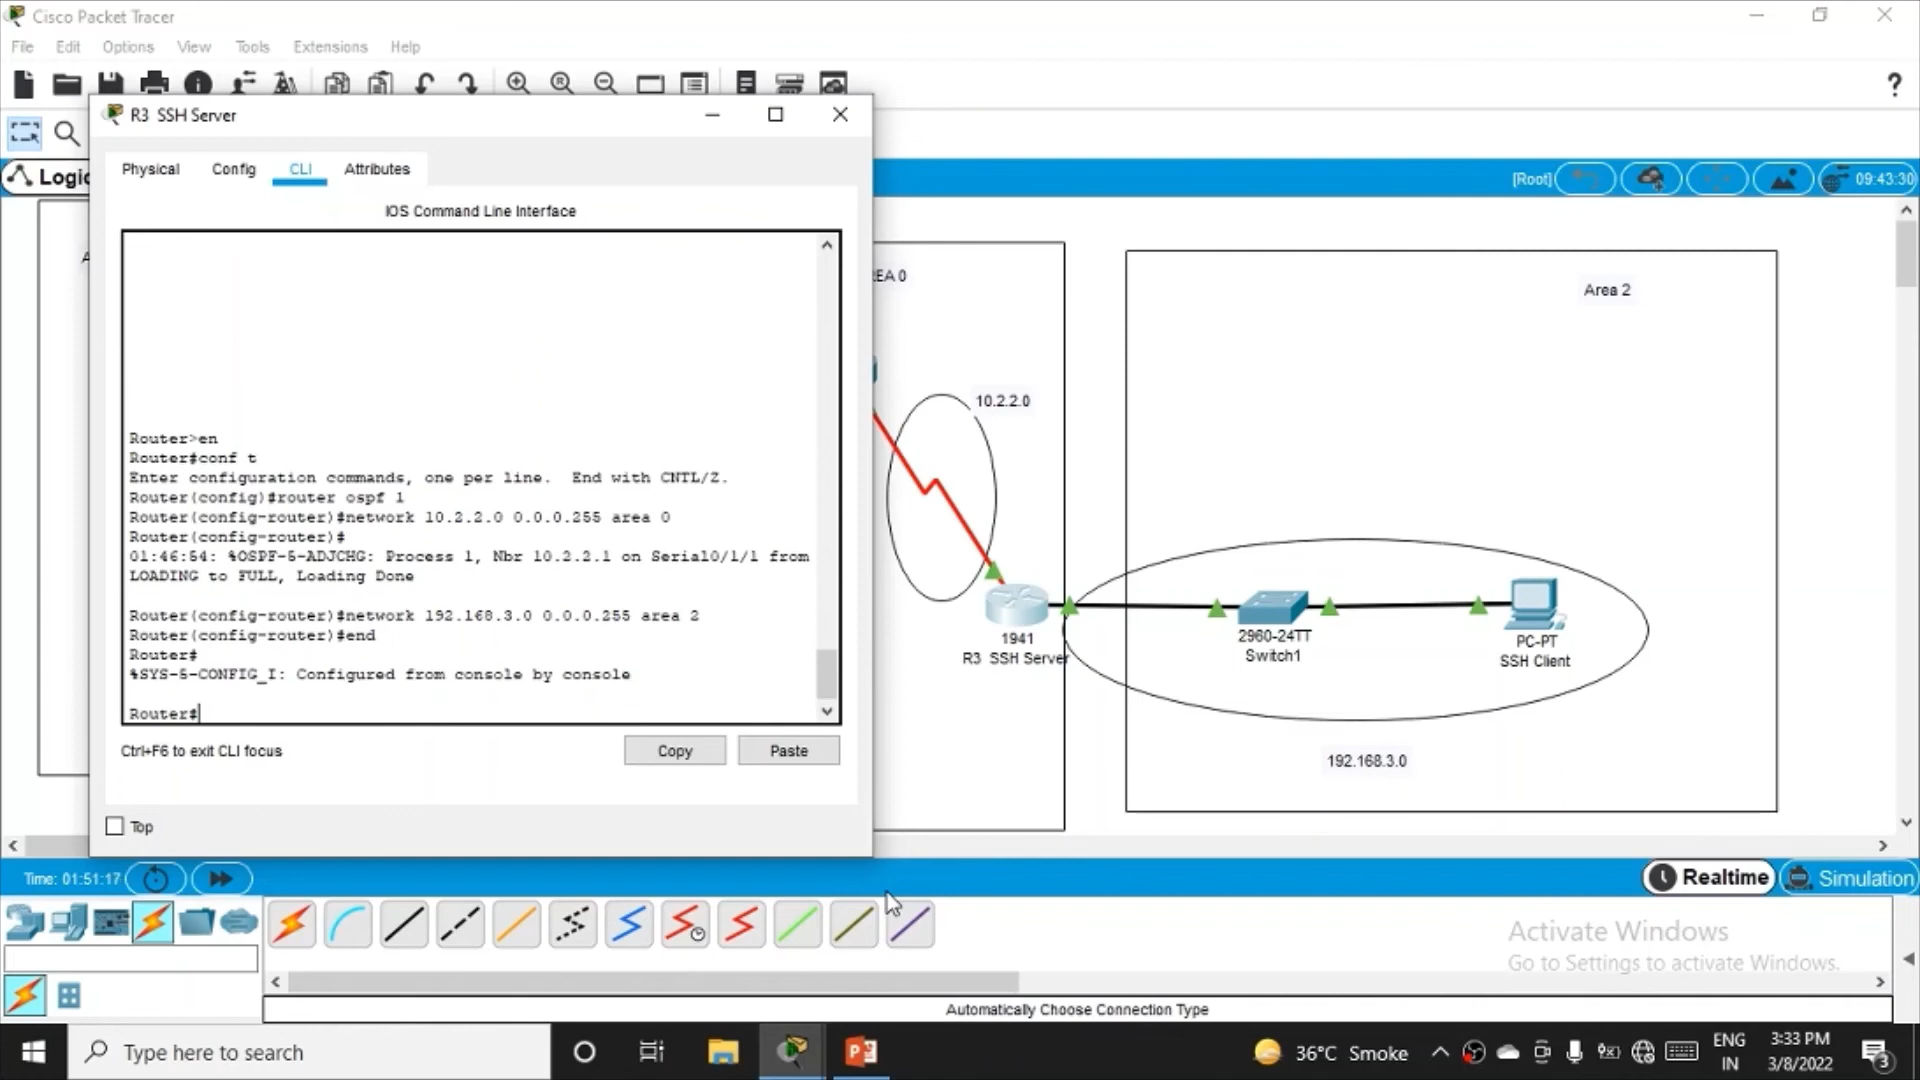 Cisco Packet Tracer
File Edit Options View Tools Extensions Help
?
R3 SSH Server
Physical Config CLI Attributes
Logic
[Root]
09:43:30
IOS Command Line Interface
A
EA 0
Area 2
10.2.2.0
Router>en
Router#conf t
Enter configuration commands, one per line. End with CNTL/Z.
Router(config)#router ospf 1
Router(config-router)#network 10.2.2.0 0.0.0.255 area 0
Router(config-router)#
01:46:54: %OSPF-5-ADJCHG: Process 1, Nbr 10.2.2.1 on Serial0/1/1 from
LOADING to FULL, Loading Done
Router(config-router)#network 192.168.3.0 0.0.0.255 area 2
Router(config-router)#end
Router#
%SYS-5-CONFIG_I: Configured from console by console
Router#
1941
R3 SSH Server
2960-24TT
Switch1
PC-PT
SSH Client
192.168.3.0
Ctrl+F6 to exit CLI focus
Copy
Paste
Top
Time: 01:51:17
Realtime
Simulation
Activate Windows
Go to Settings to activate Windows.
Automatically Choose Connection Type
Type here to search
36°C Smoke
ENG
IN
3:33 PM
3/8/2022
3